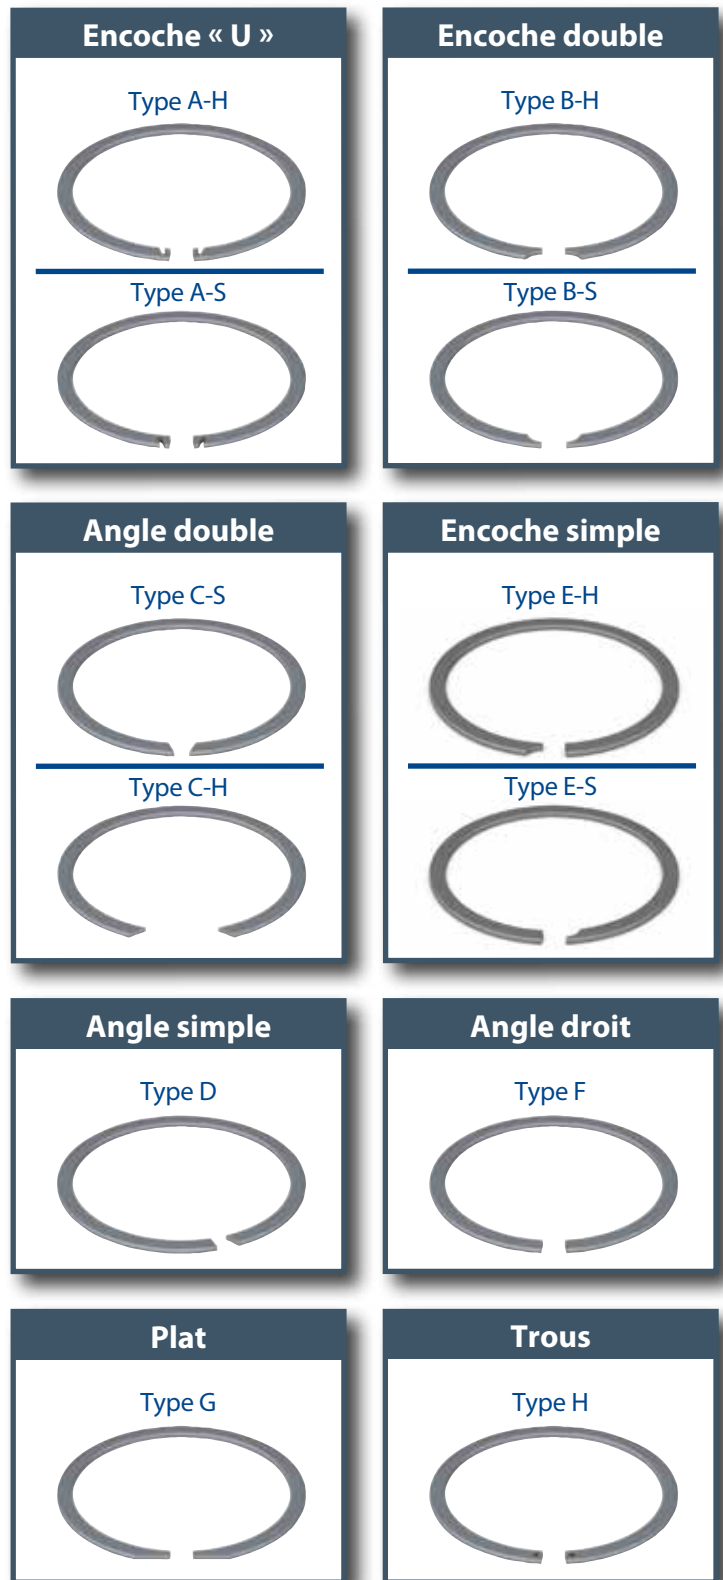 Encoche « U »
Type A-H
Type A-S
Encoche double
Type B-H
Type B-S
Angle double
Type C-S
Type C-H
Encoche simple
Type E-H
Type E-S
Angle simple
Type D
Angle droit
Type F
Plat
Type G
Trous
Type H